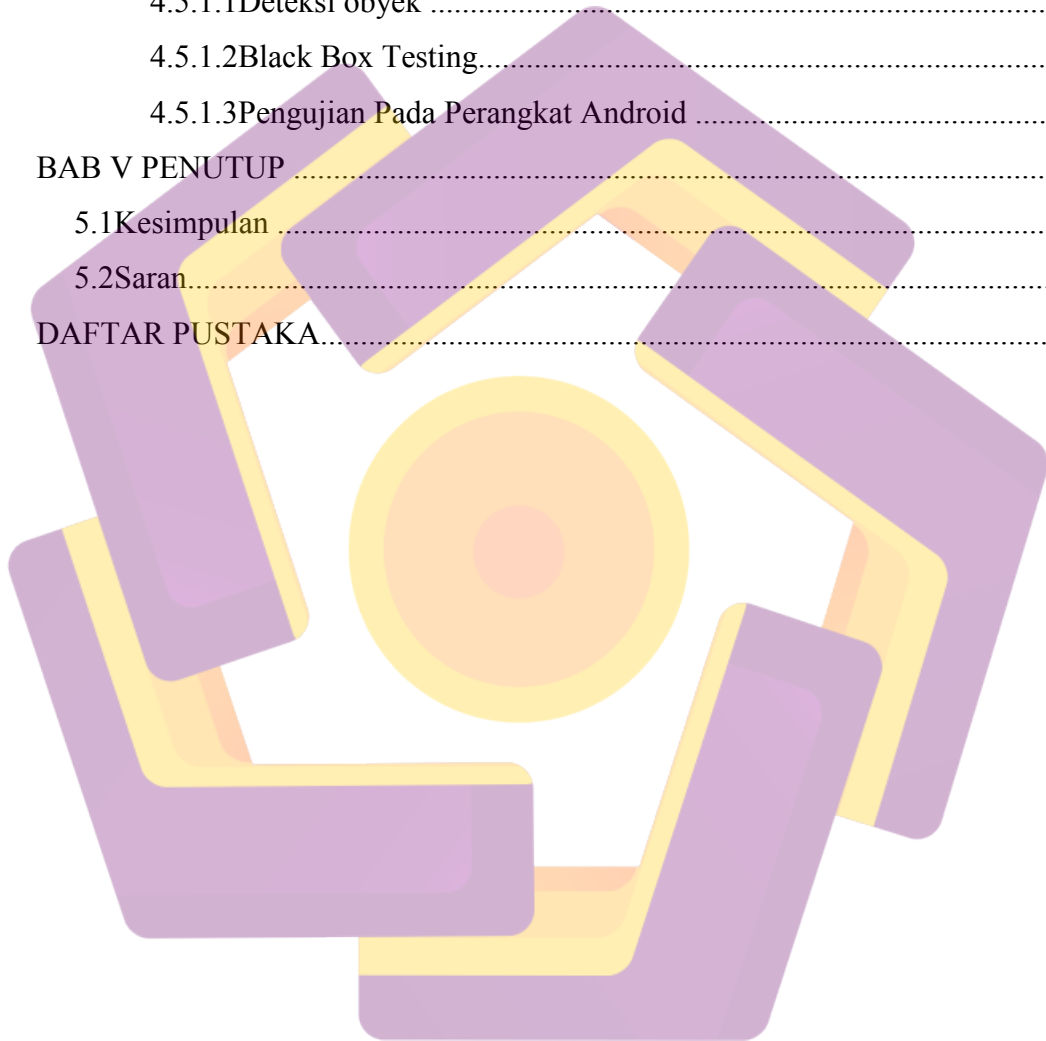 4.5.1.1Deteksi obyek ...............................................................................
4.5.1.2Black Box Testing.........................................................................
4.5.1.3Pengujian Pada Perangkat Android .............................................
BAB V PENUTUP ...................................................................................................
5.1Kesimpulan ...................................................................................................
5.2Saran..............................................................................................................
DAFTAR PUSTAKA................................................................................................